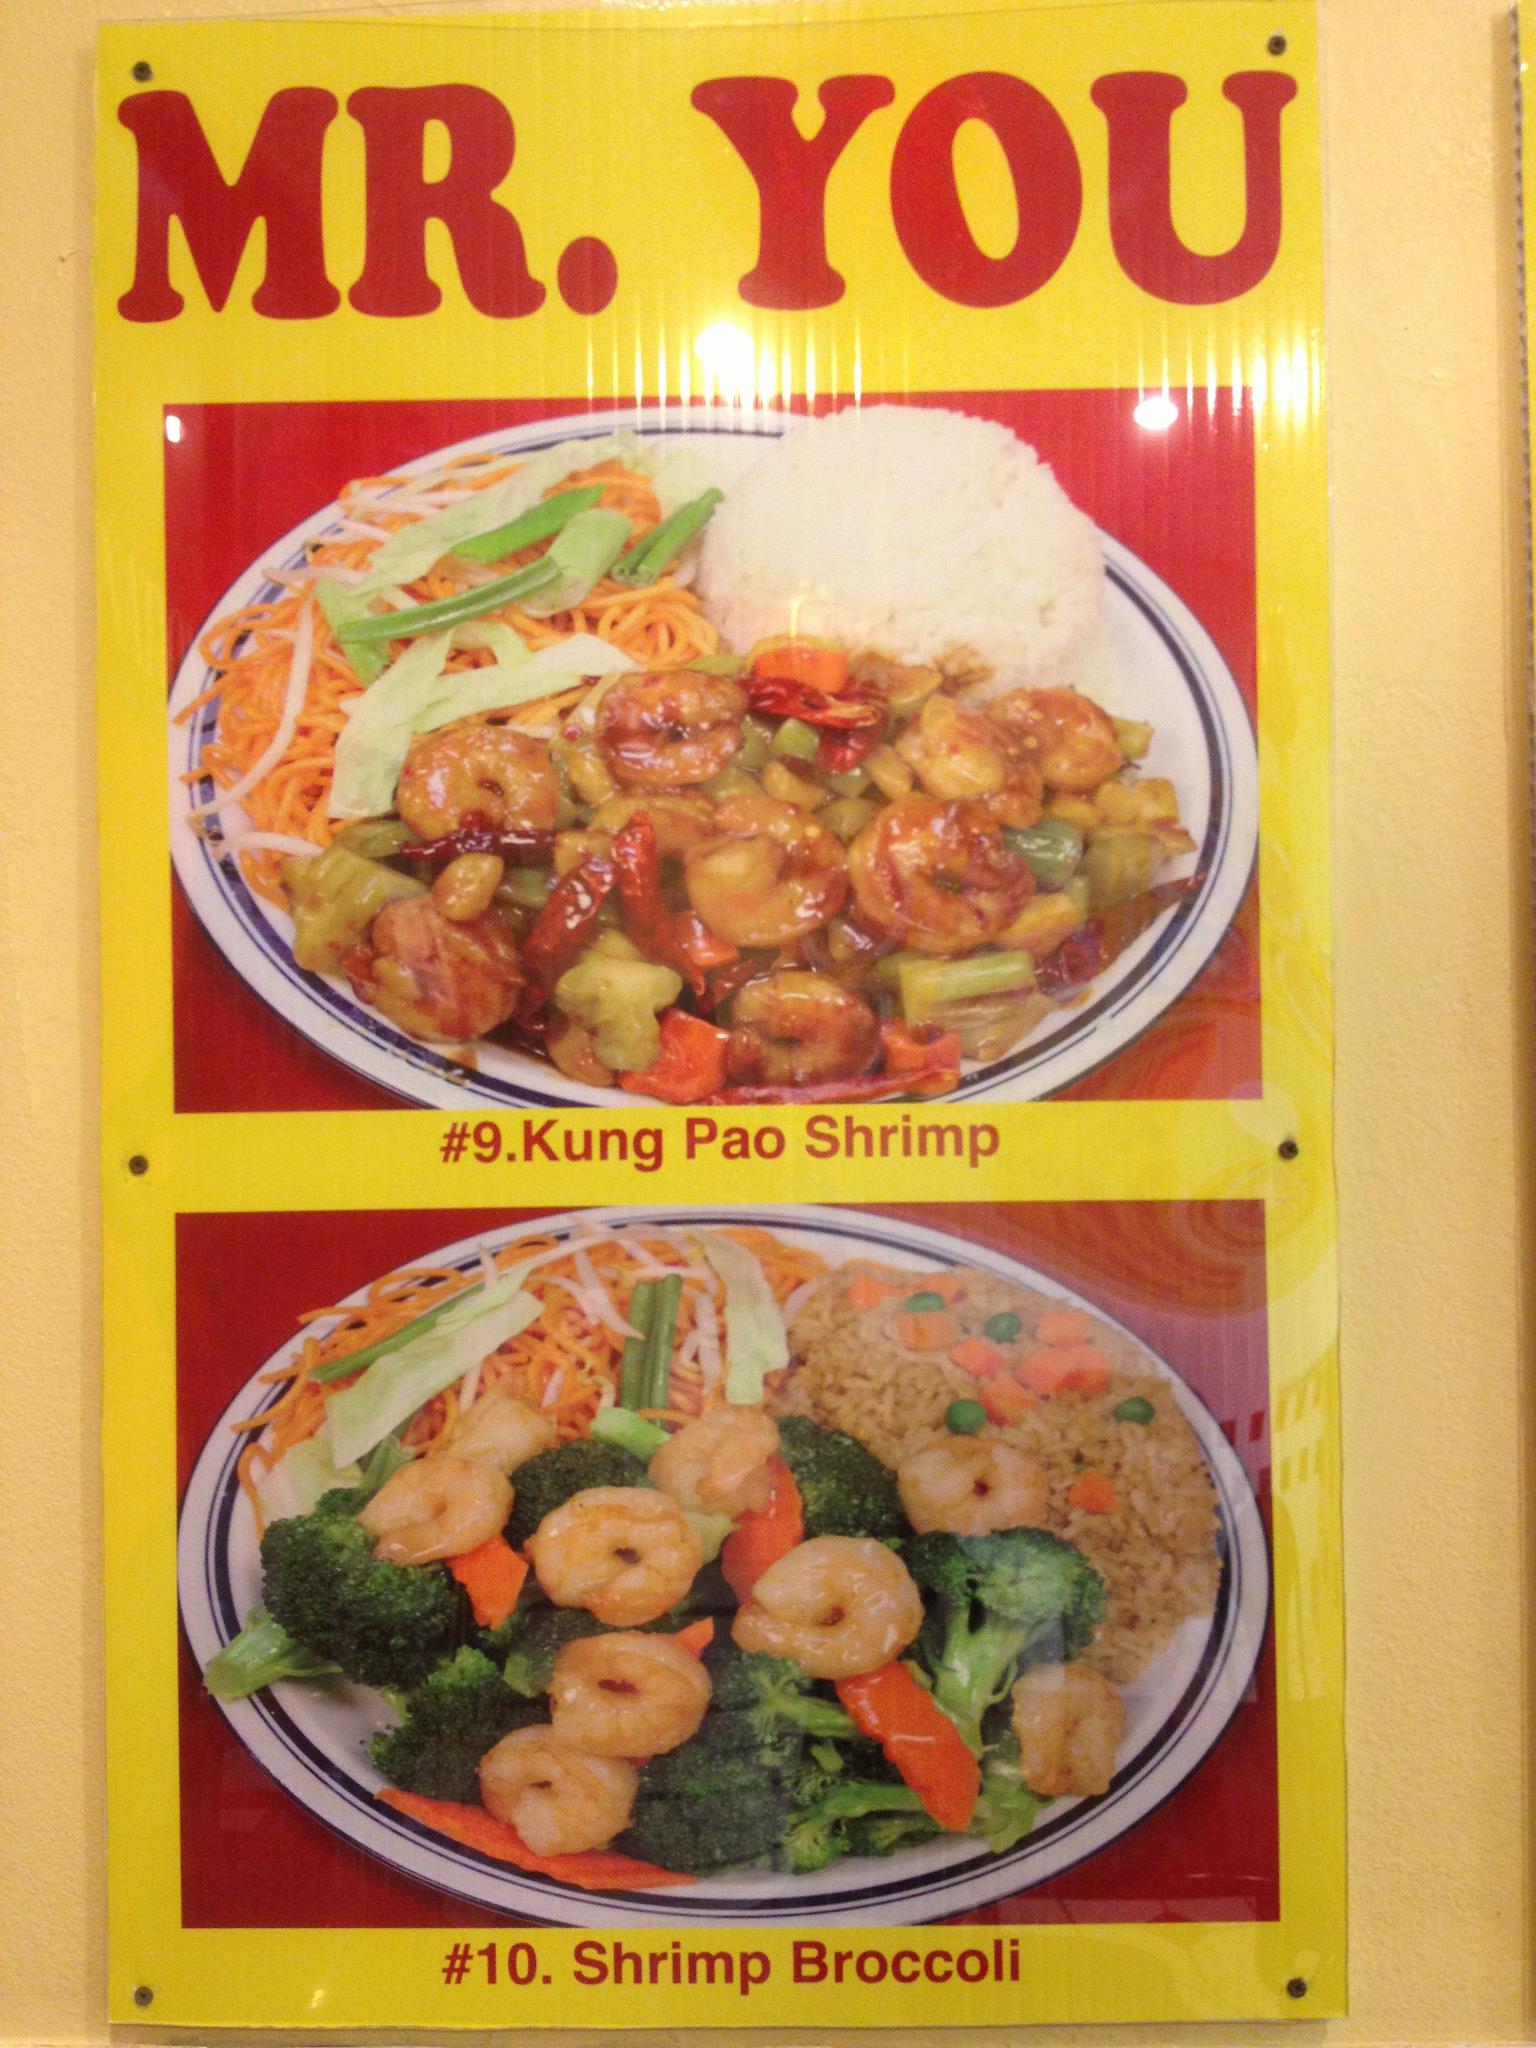 MR. YOU
#9.Kung Pao Shrimp
#10. Shrimp Broccoli